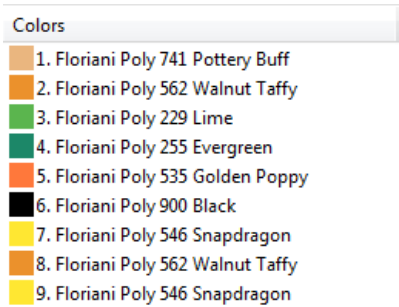 Colors
1. Floriani Poly 741 Pottery Buff
2. Floriani Poly 562 Walnut Taffy
3. Floriani Poly 229 Lime
4. Floriani Poly 255 Evergreen
5. Floriani Poly 535 Golden Poppy
6. Floriani Poly 900 Black
7. Floriani Poly 546 Snapdragon
8. Floriani Poly 562 Walnut Taffy
9. Floriani Poly 546 Snapdragon